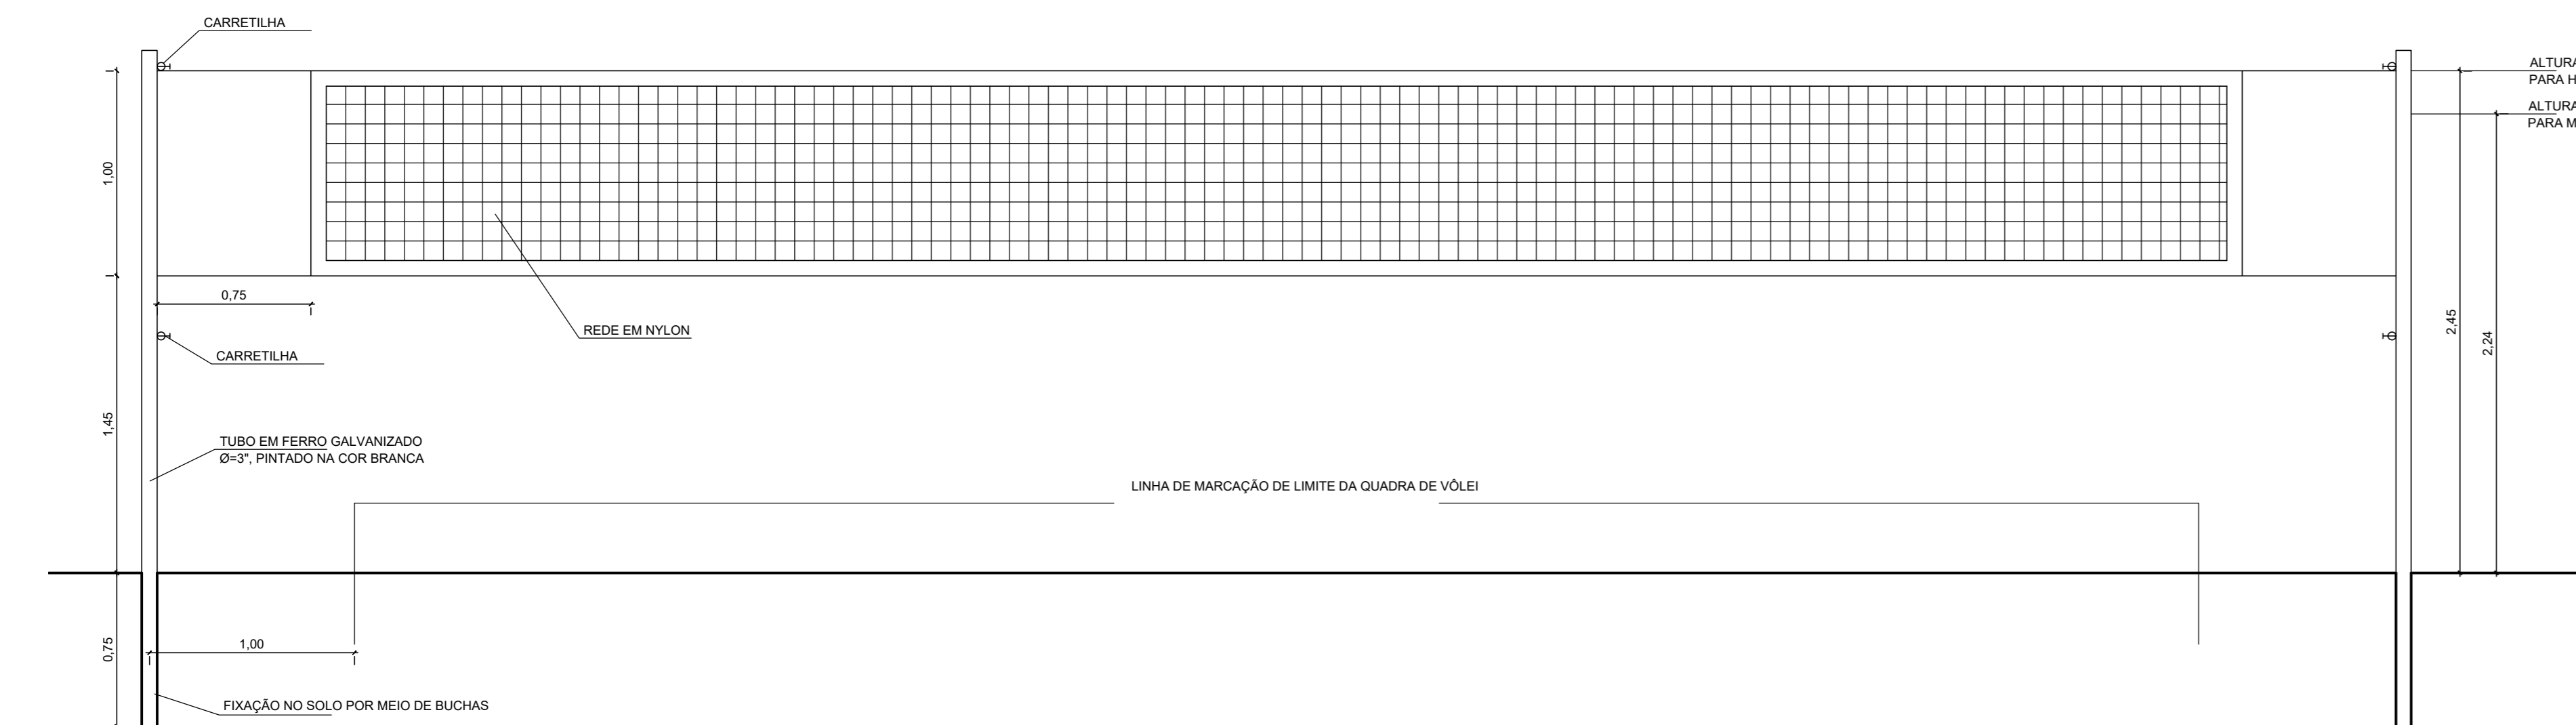 CARRETILHA
ALTURA
PARA H
ALTURA
PARA M
1,00
0,75
REDE EM NYLON
CARRETILHA
2,45
2,24
1,45
TUBO EM FERRO GALVANIZADO
Ø=3", PINTADO NA COR BRANCA
LINHA DE MARCAÇÃO DE LIMITE DA QUADRA DE VÔLEI
0,75
1,00
FIXAÇÃO NO SOLO POR MEIO DE BUCHAS